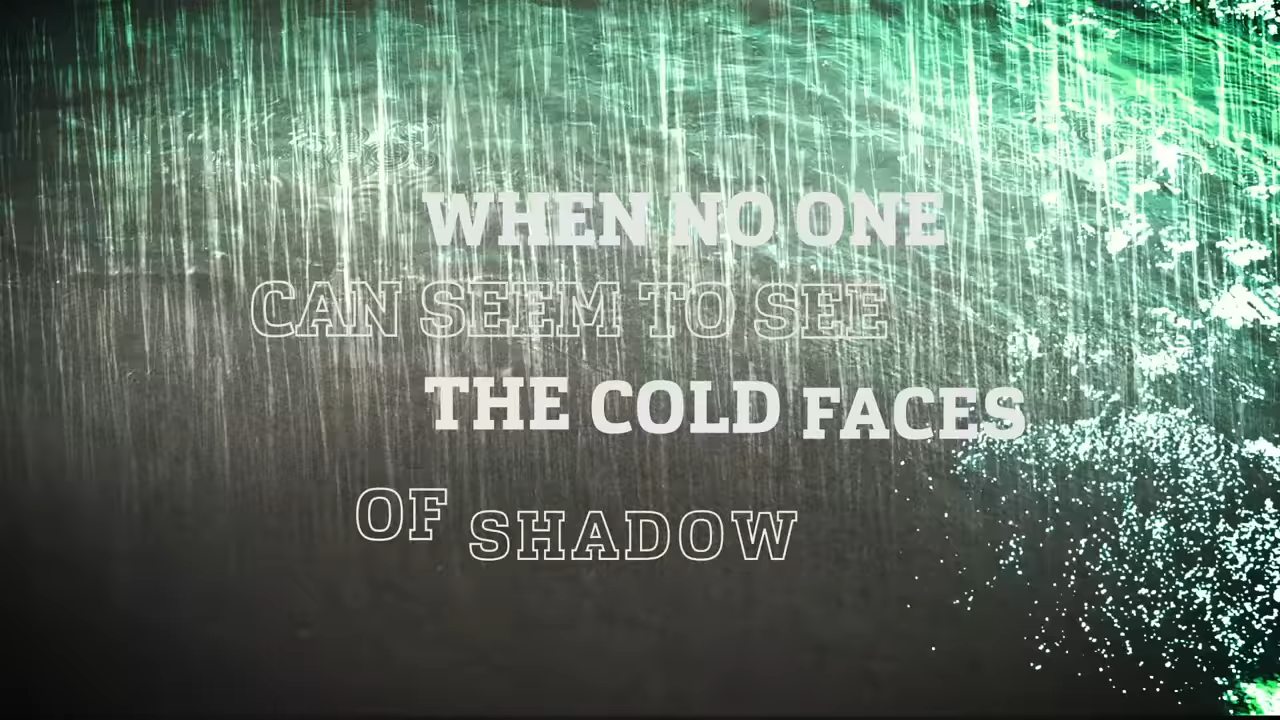 WHEN NO ONE
CAN SEEM TO SEE
THE COLD FACES
OF SHADOW